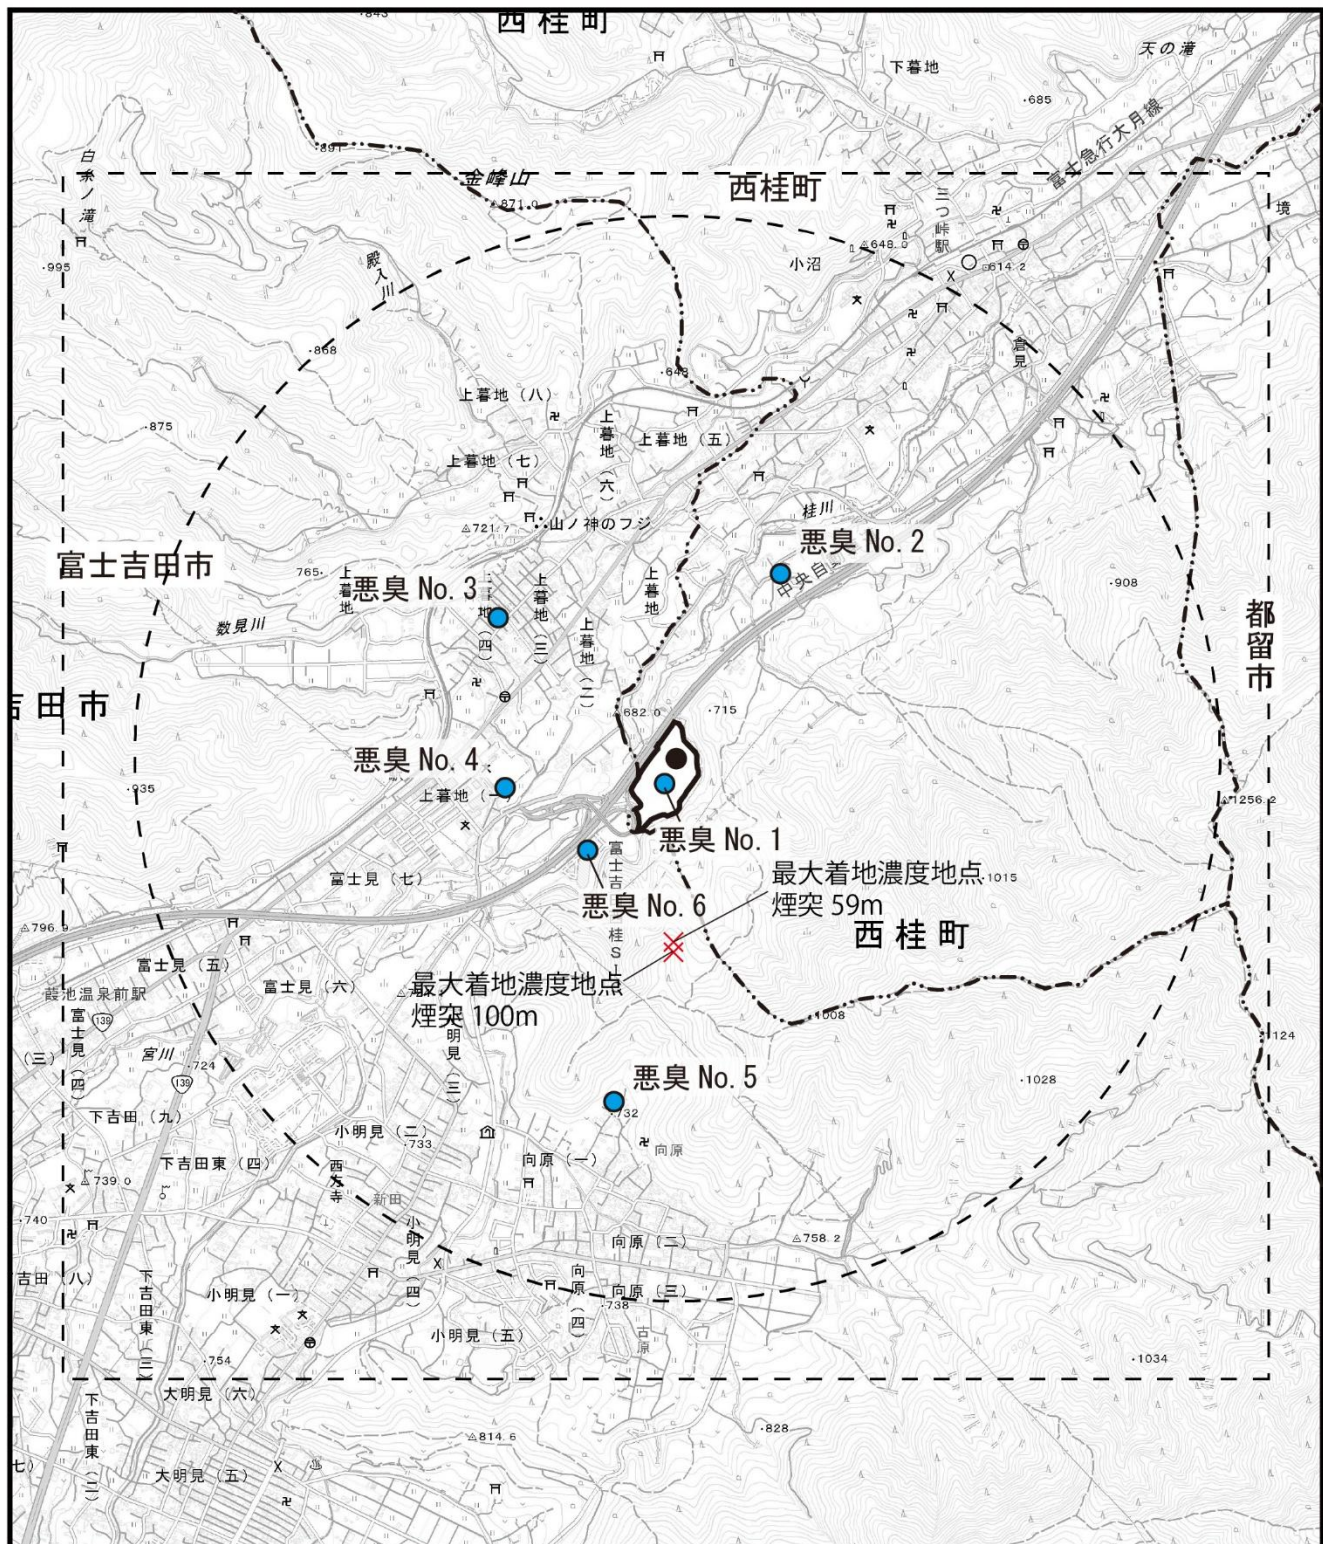 西桂町
・843
下暮地
天の滝
・685
富士急行大月線
・891
白糸ノ滝
金峰山
△871.0
西桂町
三つ峠駅
境
・995
殿入川
△648.0
小沼
614.2
・868
倉見
・648
上暮地(八)
上暮地(六)
上暮地(五)
・875
上暮地(七)
山ノ神のフジ
桂川
△721.7
悪臭 No. 2
富士吉田市
765・
上暮地
悪臭 No. 3
上暮地(三)
上暮地
・908
地(四)
中央自
数見川
上暮地(二)
都留市
吉田市
△682.0
・715
悪臭 No. 4
上暮地(一)
・935
△1256.2
悪臭 No. 1
富士見(七)
富士吉
最大着地濃度地点
煙突 59m
・1015
悪臭 No. 6
西桂町
△796.9
桂S
富士見(五)
富士見(六)
最大着地濃度地点
煙突 100m
葭池温泉前駅
139
富士見(四)
・1008
(三)
宮川
・724
139
明見(三)
・1124
・1028
悪臭 No. 5
・732
下吉田(九)
小明見(二)
・733
向原
下吉田東(四)
西方寺
向原(一)
△739.0
新田
・740
小明見(四)
向原(二)
△758.2
吉田(八)
下吉田東(三)
小明見(一)
向原(四)
向原(三)
・738
小明見(五)
古原
・754
・1034
大明見(六)
下吉田東(二)
・828
△814.6
七)
大明見(五)